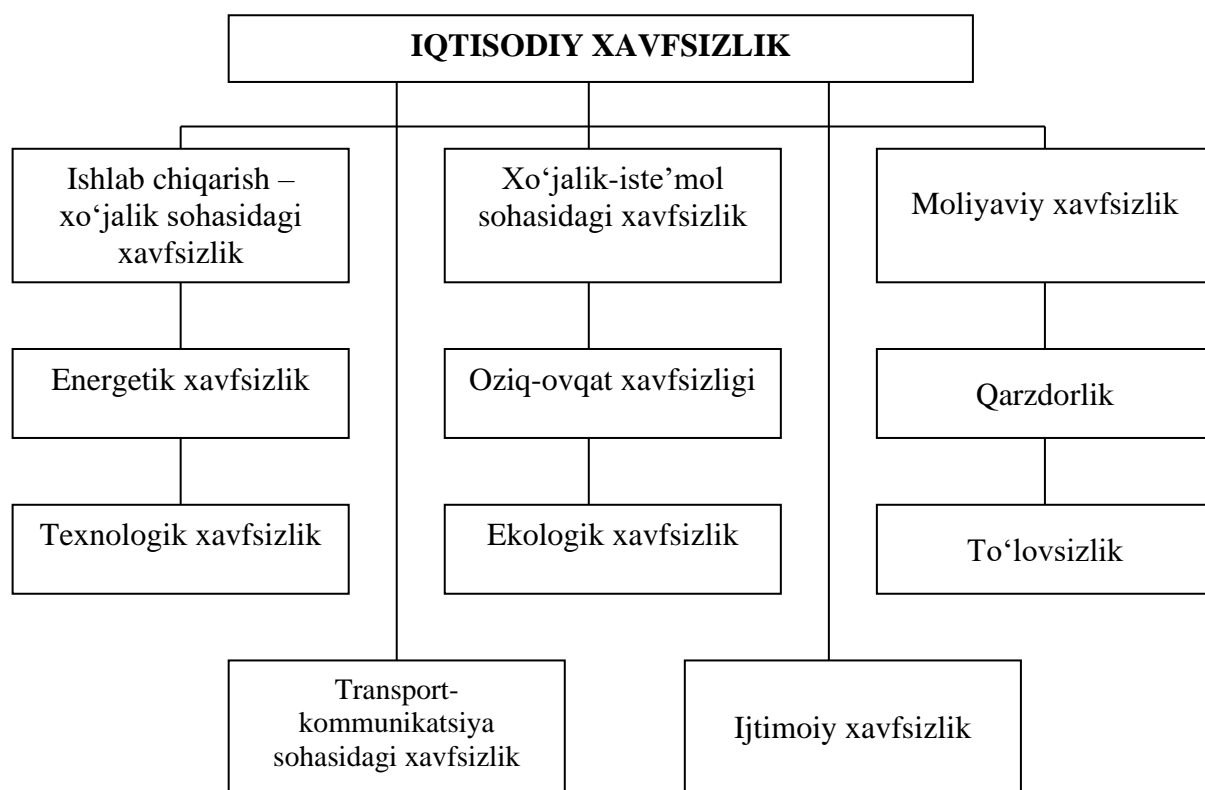 IQTISODIY XAVFSIZLIK
Ishlab chiqarish –
xo‘jalik sohasidagi
xavfsizlik
Xo‘jalik-iste’mol
sohasidagi xavfsizlik
Moliyaviy xavfsizlik
Energetik xavfsizlik
Oziq-ovqat xavfsizligi
Qarzdorlik
Texnologik xavfsizlik
Ekologik xavfsizlik
To‘lovsizlik
Transport-
kommunikatsiya
sohasidagi xavfsizlik
Ijtimoiy xavfsizlik